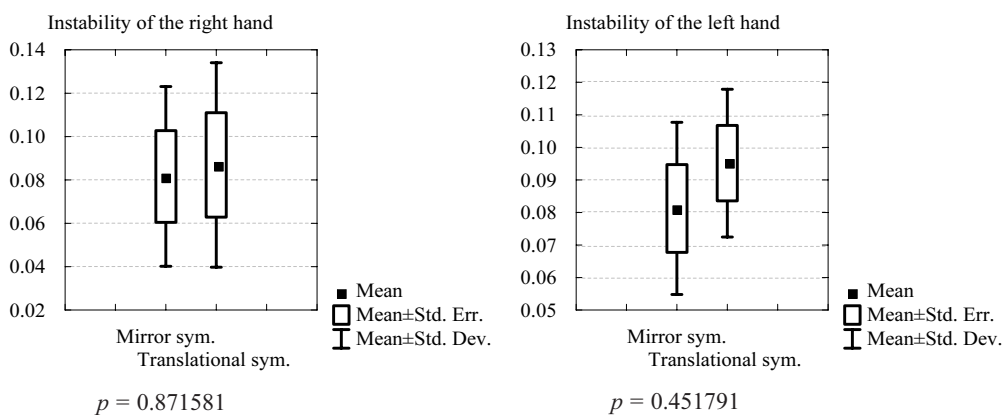 Instability of the right hand
0.14
0.12
0.10
0.08
0.06
0.04
0.02
Mean
Mean±Std. Err.
Mean±Std. Dev.
Mirror sym.
Translational sym.
p = 0.871581
Instability of the left hand
0.13
0.12
0.11
0.10
0.09
0.08
0.07
0.06
0.05
Mean
Mean±Std. Err.
Mean±Std. Dev.
Mirror sym.
Translational sym.
p = 0.451791